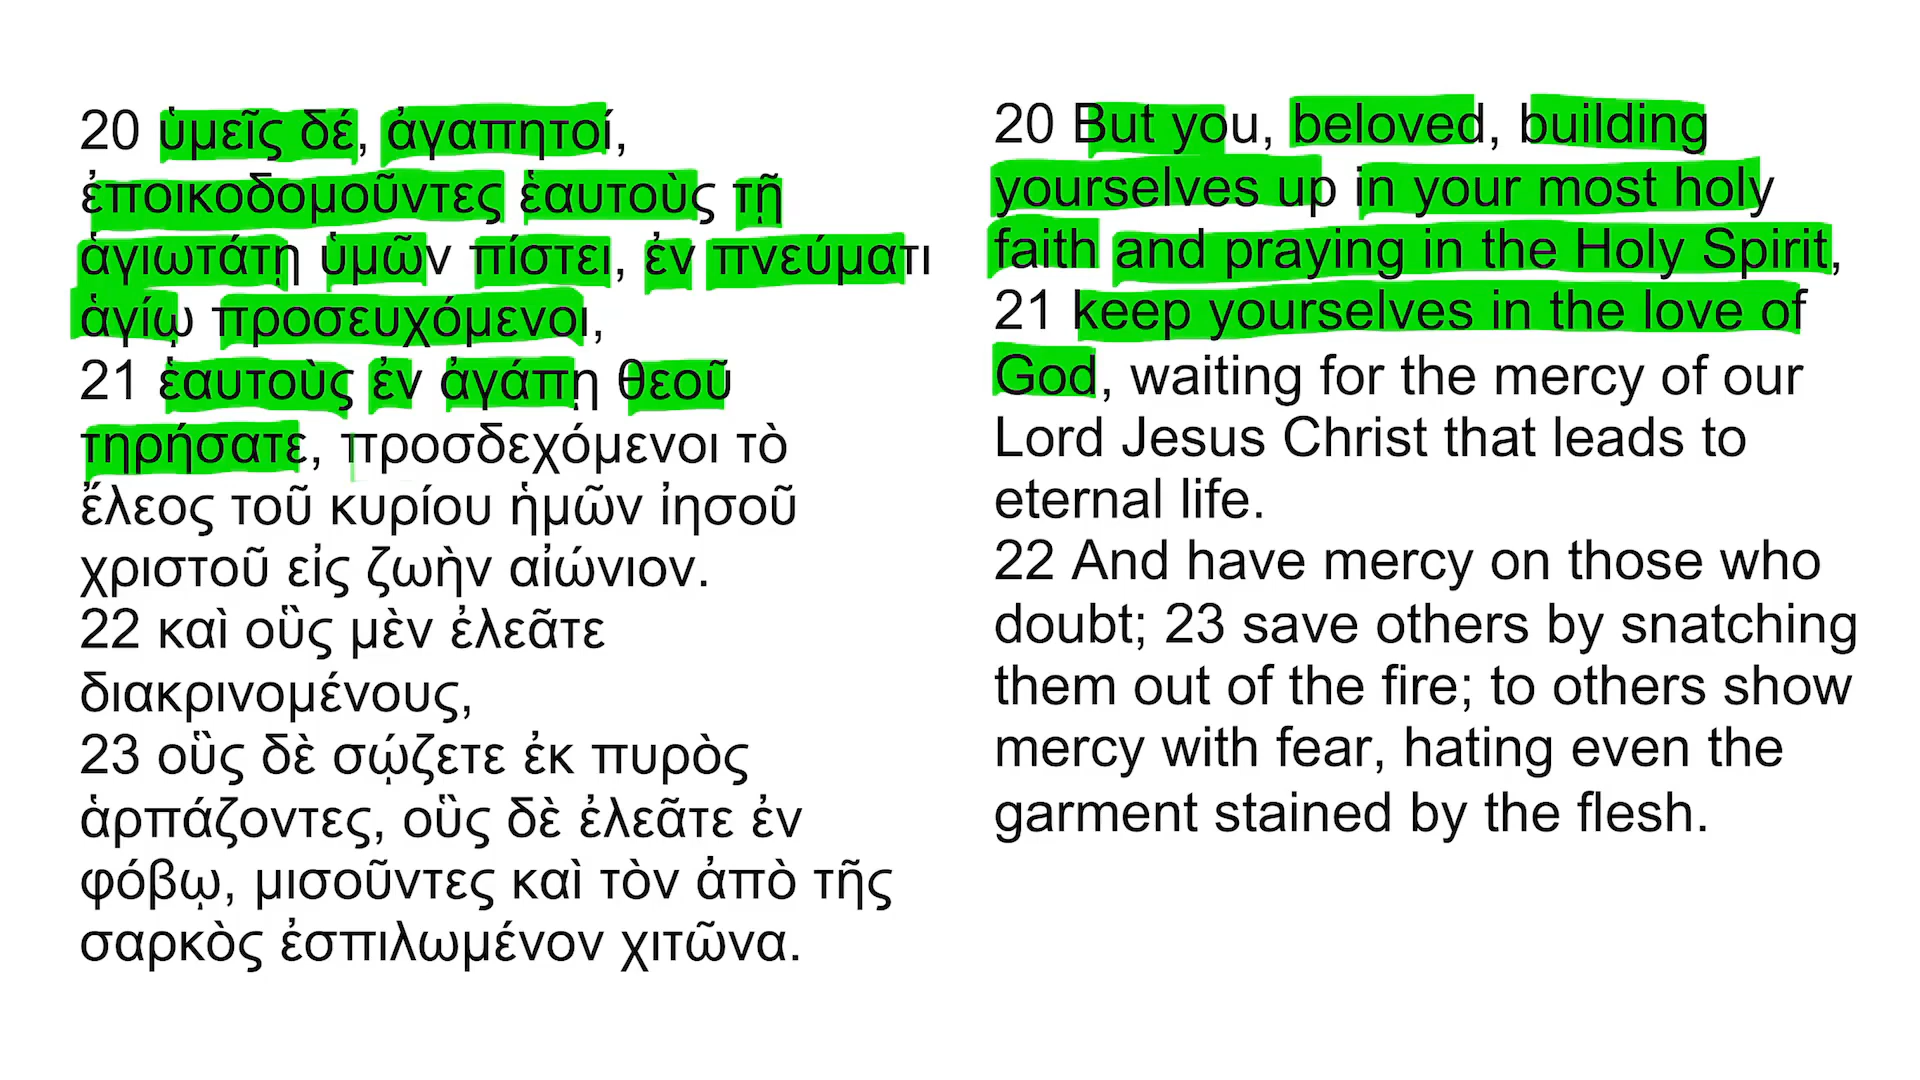 20 ὑμεῖς δέ, ἀγαπητοί,
ἐποικοδομοῦντες ἑαυτοὺς τῇ
ἁγιωτάτῃ ὑμῶν πίστει, ἐν πνεύματι
ἁγίῳ προσευχόμενοι,
21 ἑαυτοὺς ἐν ἀγάπῃ θεοῦ
τηρήσατε, προσδεχόμενοι τὸ
ἔλεος τοῦ κυρίου ἡμῶν ἰησοῦ
χριστοῦ εἰς ζωὴν αἰώνιον.
22 καὶ οὓς μὲν ἐλεᾶτε
διακρινομένους,
23 οὓς δὲ σῴζετε ἐκ πυρὸς
ἁρπάζοντες, οὓς δὲ ἐλεᾶτε ἐν
φόβῳ, μισοῦντες καὶ τὸν ἀπὸ τῆς
σαρκὸς ἐσπιλωμένον χιτῶνα.
20 But you, beloved, building
yourselves up in your most holy
faith and praying in the Holy Spirit,
21 keep yourselves in the love of
God, waiting for the mercy of our
Lord Jesus Christ that leads to
eternal life.
22 And have mercy on those who
doubt; 23 save others by snatching
them out of the fire; to others show
mercy with fear, hating even the
garment stained by the flesh.